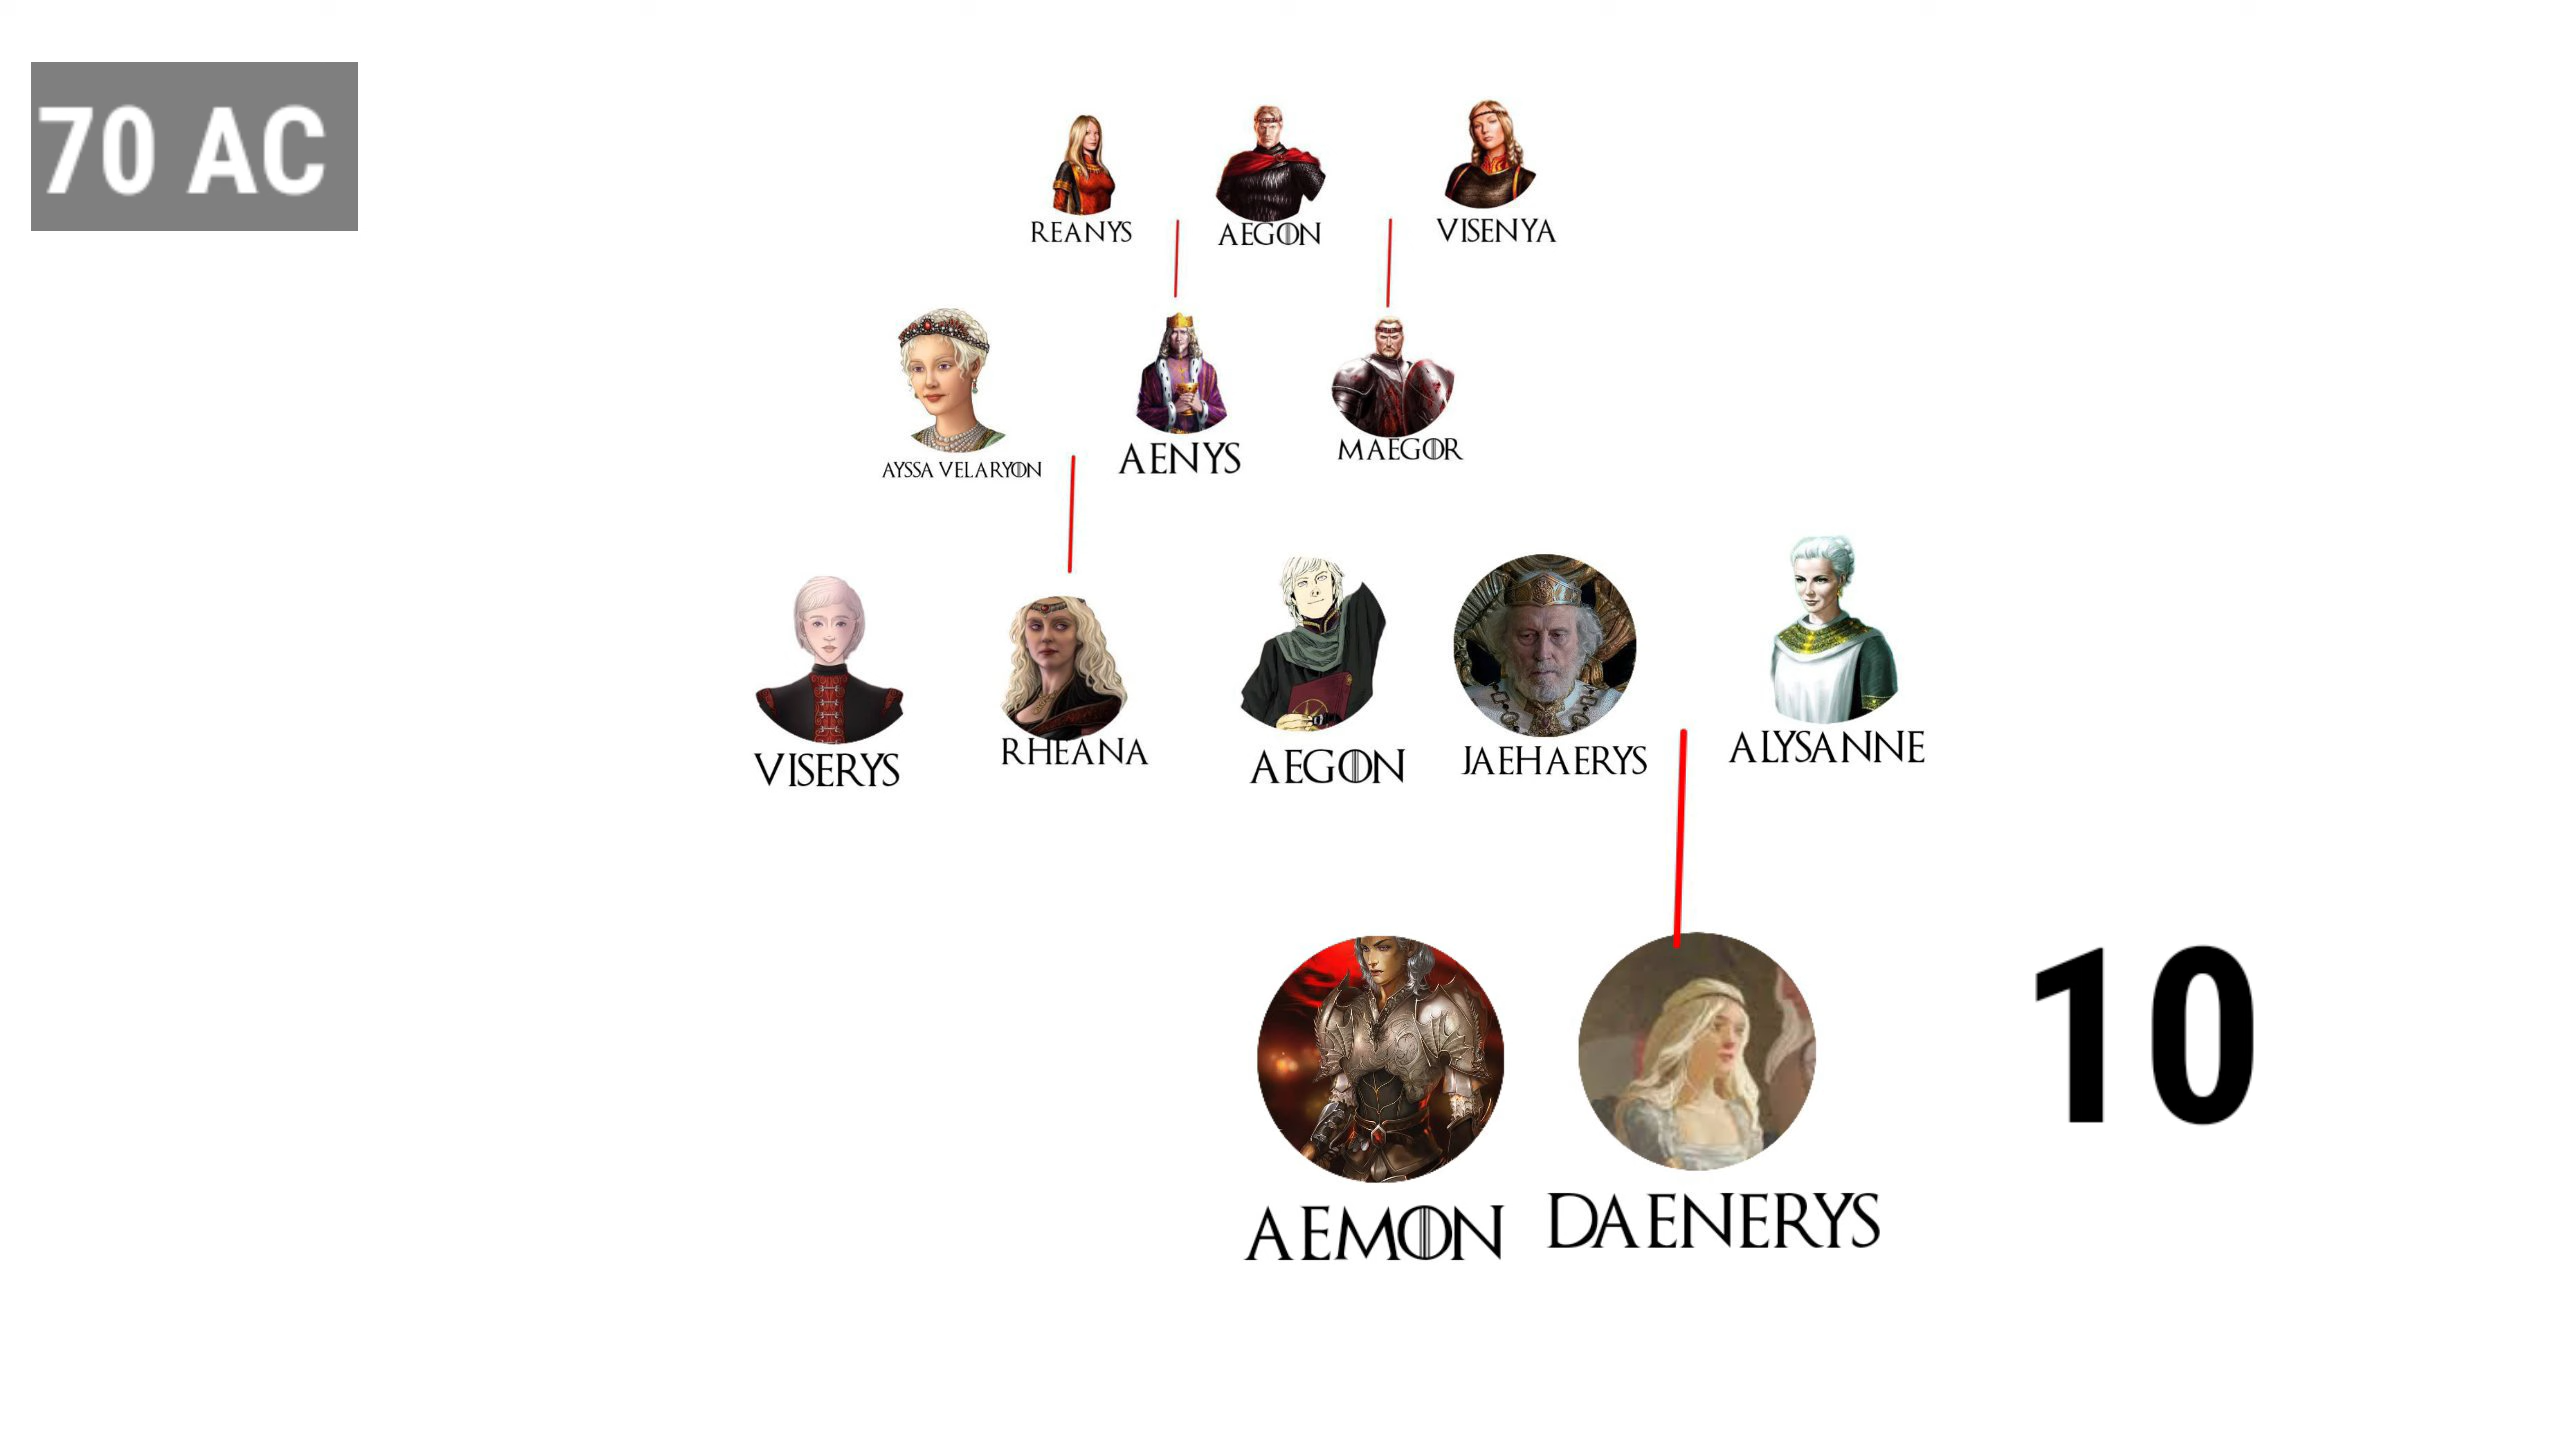 70 AC
REANYS
AEGON
VISENYA
AYSSA VELARYON
AENYS
MAEGOR
VISERYS
RHEANA
AEGON
JAEHAERYS
ALYSANNE
10
AEMON
DAENERYS